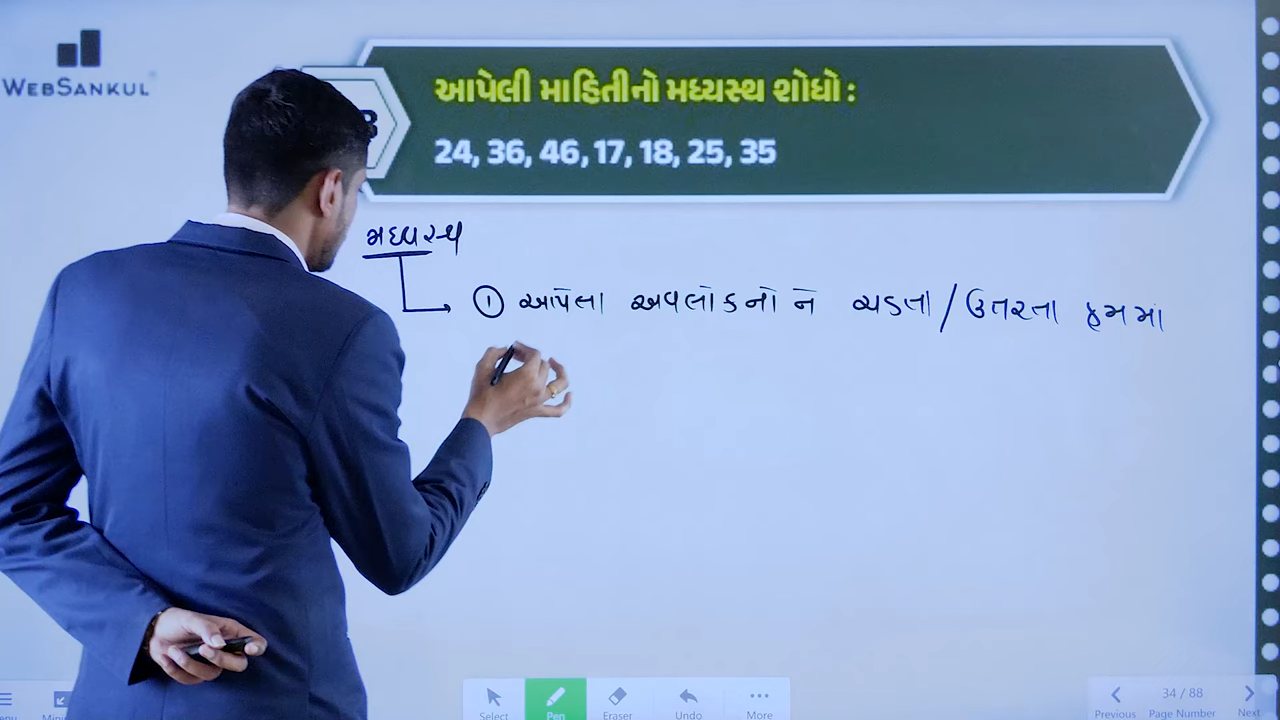 WEBSANKUL
આપેલી માહિતીનો મધ્યસ્થ શોધો :
24, 36, 46, 17, 18, 25, 35
મધ્યસ્થ
① આપેલા અવલોકનોને ચડતા / ઉતરતા ક્રમમાં
Select Pen Eraser Undo More
34 / 88
Previous Page Number Next